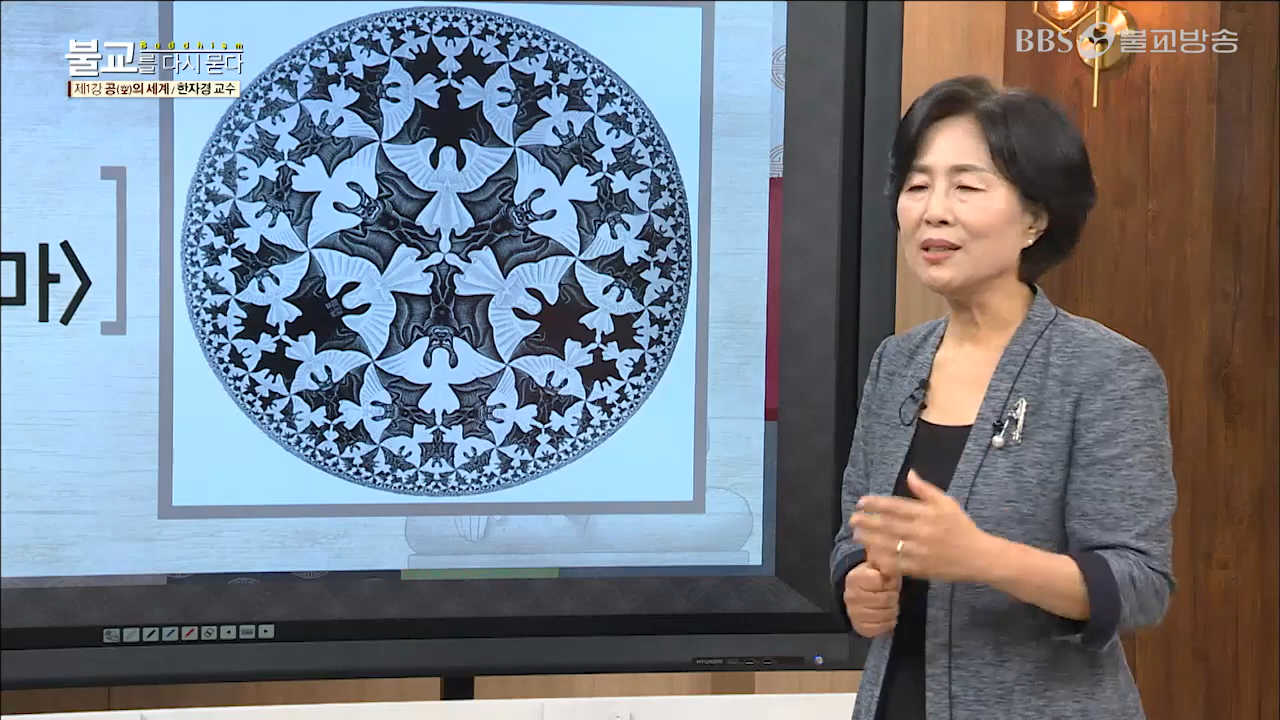 Buddhism
불교를 다시 묻다
제1강 공(空)의 세계 / 한자경 교수
BBS 불교방송
마>
HYUNDAI